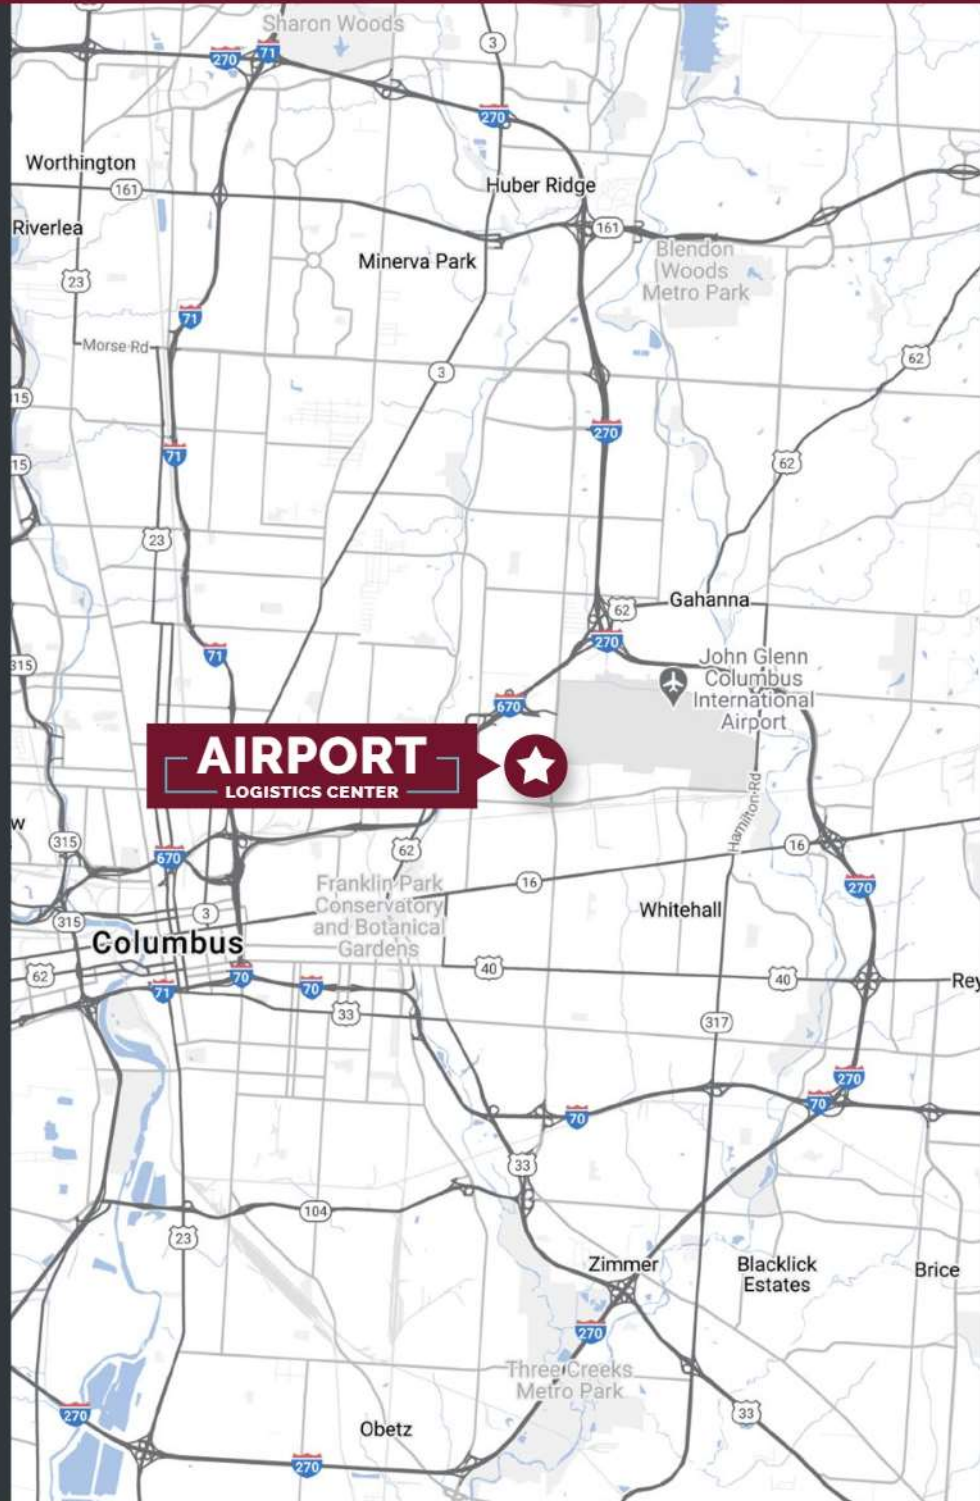 Sharon Woods
3
270
71
270
Worthington
161
Huber Ridge
Riverlea
161
Minerva Park
Blendon
Woods
Metro Park
23
71
Morse Rd
3
62
15
270
71
15
62
23
62
Gahanna
270
71
315
John Glenn
Columbus
International
Airport
670
AIRPORT
LOGISTICS CENTER
Hamilton Rd
w
315
670
62
16
16
270
Franklin Park
Conservatory
and Botanical
Gardens
3
315
Whitehall
Columbus
62
70
40
40
Rey
71
70
33
317
270
70
70
33
104
23
Zimmer
Blacklick
Estates
Brice
270
Three Creeks
Metro Park
270
33
Obetz
270